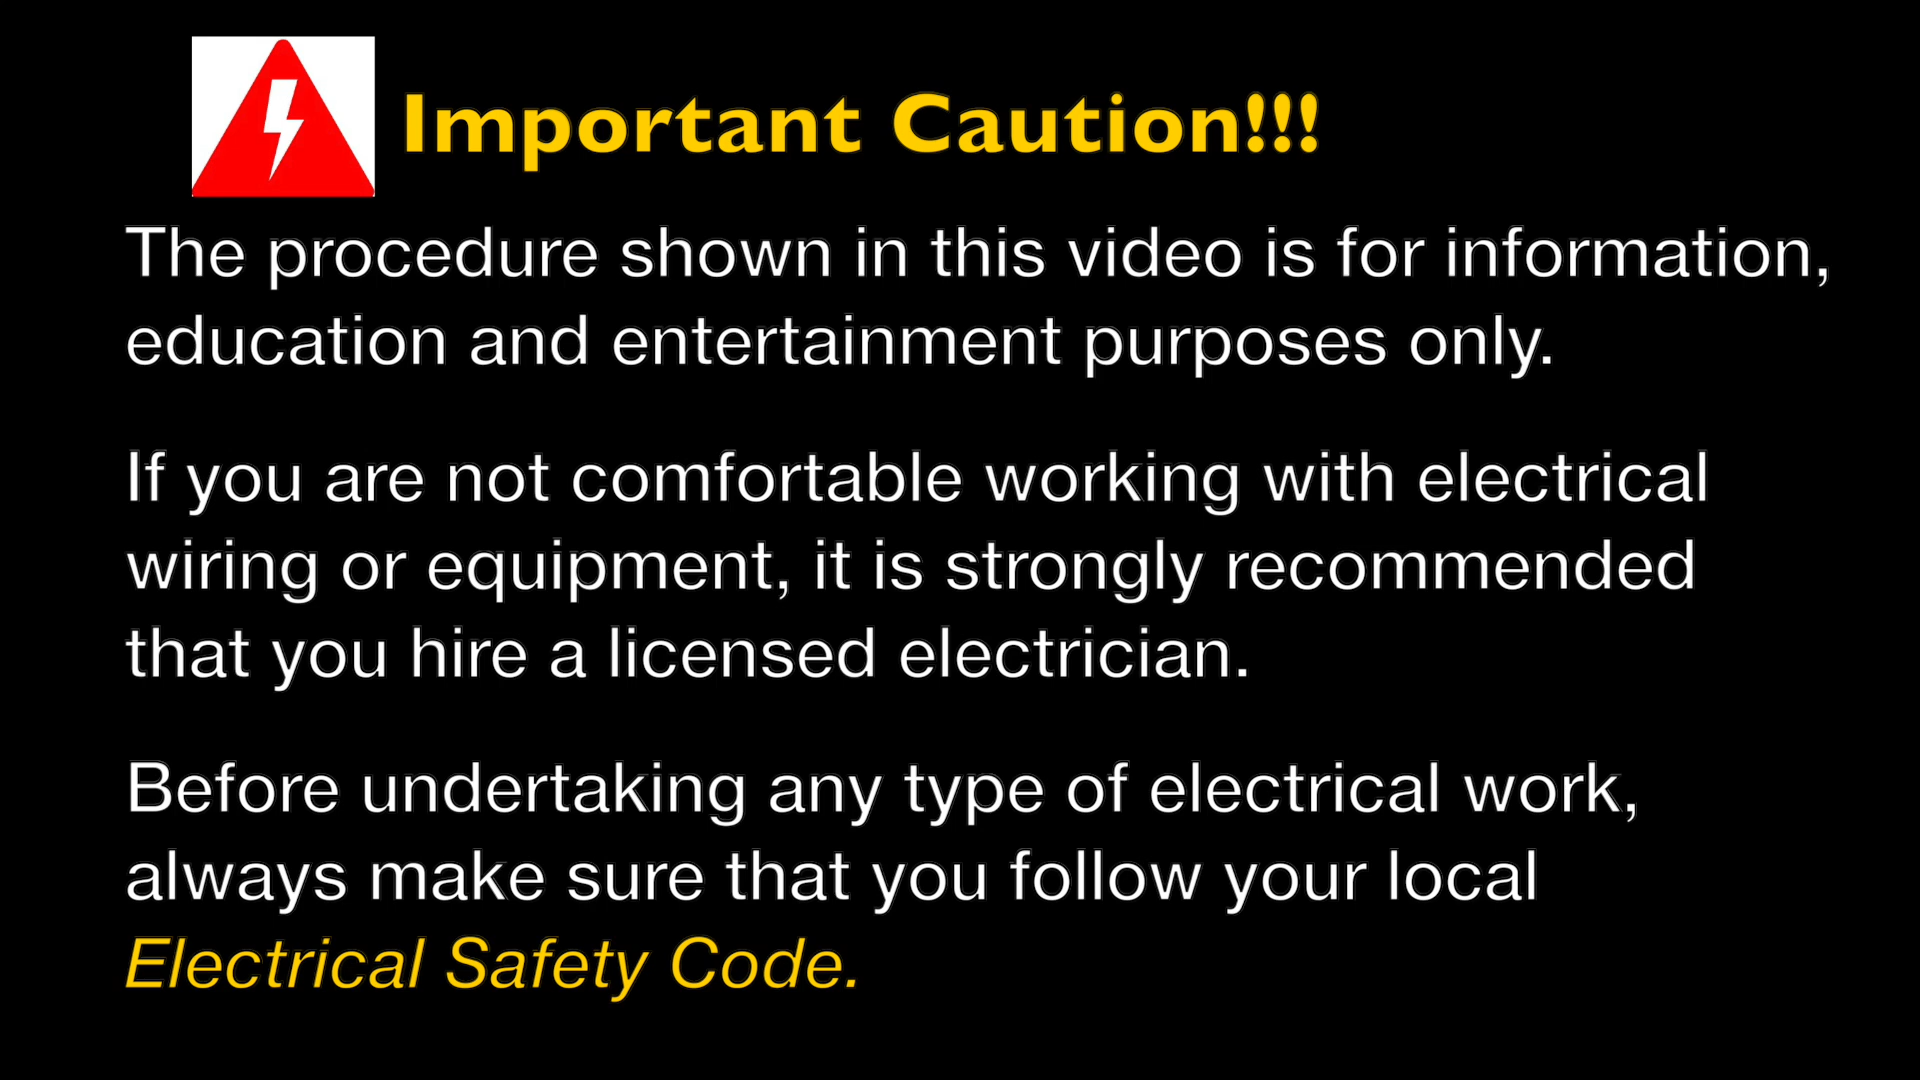 Important Caution!!!
The procedure shown in this video is for information,
education and entertainment purposes only.
If you are not comfortable working with electrical
wiring or equipment, it is strongly recommended
that you hire a licensed electrician.
Before undertaking any type of electrical work,
always make sure that you follow your local
Electrical Safety Code.